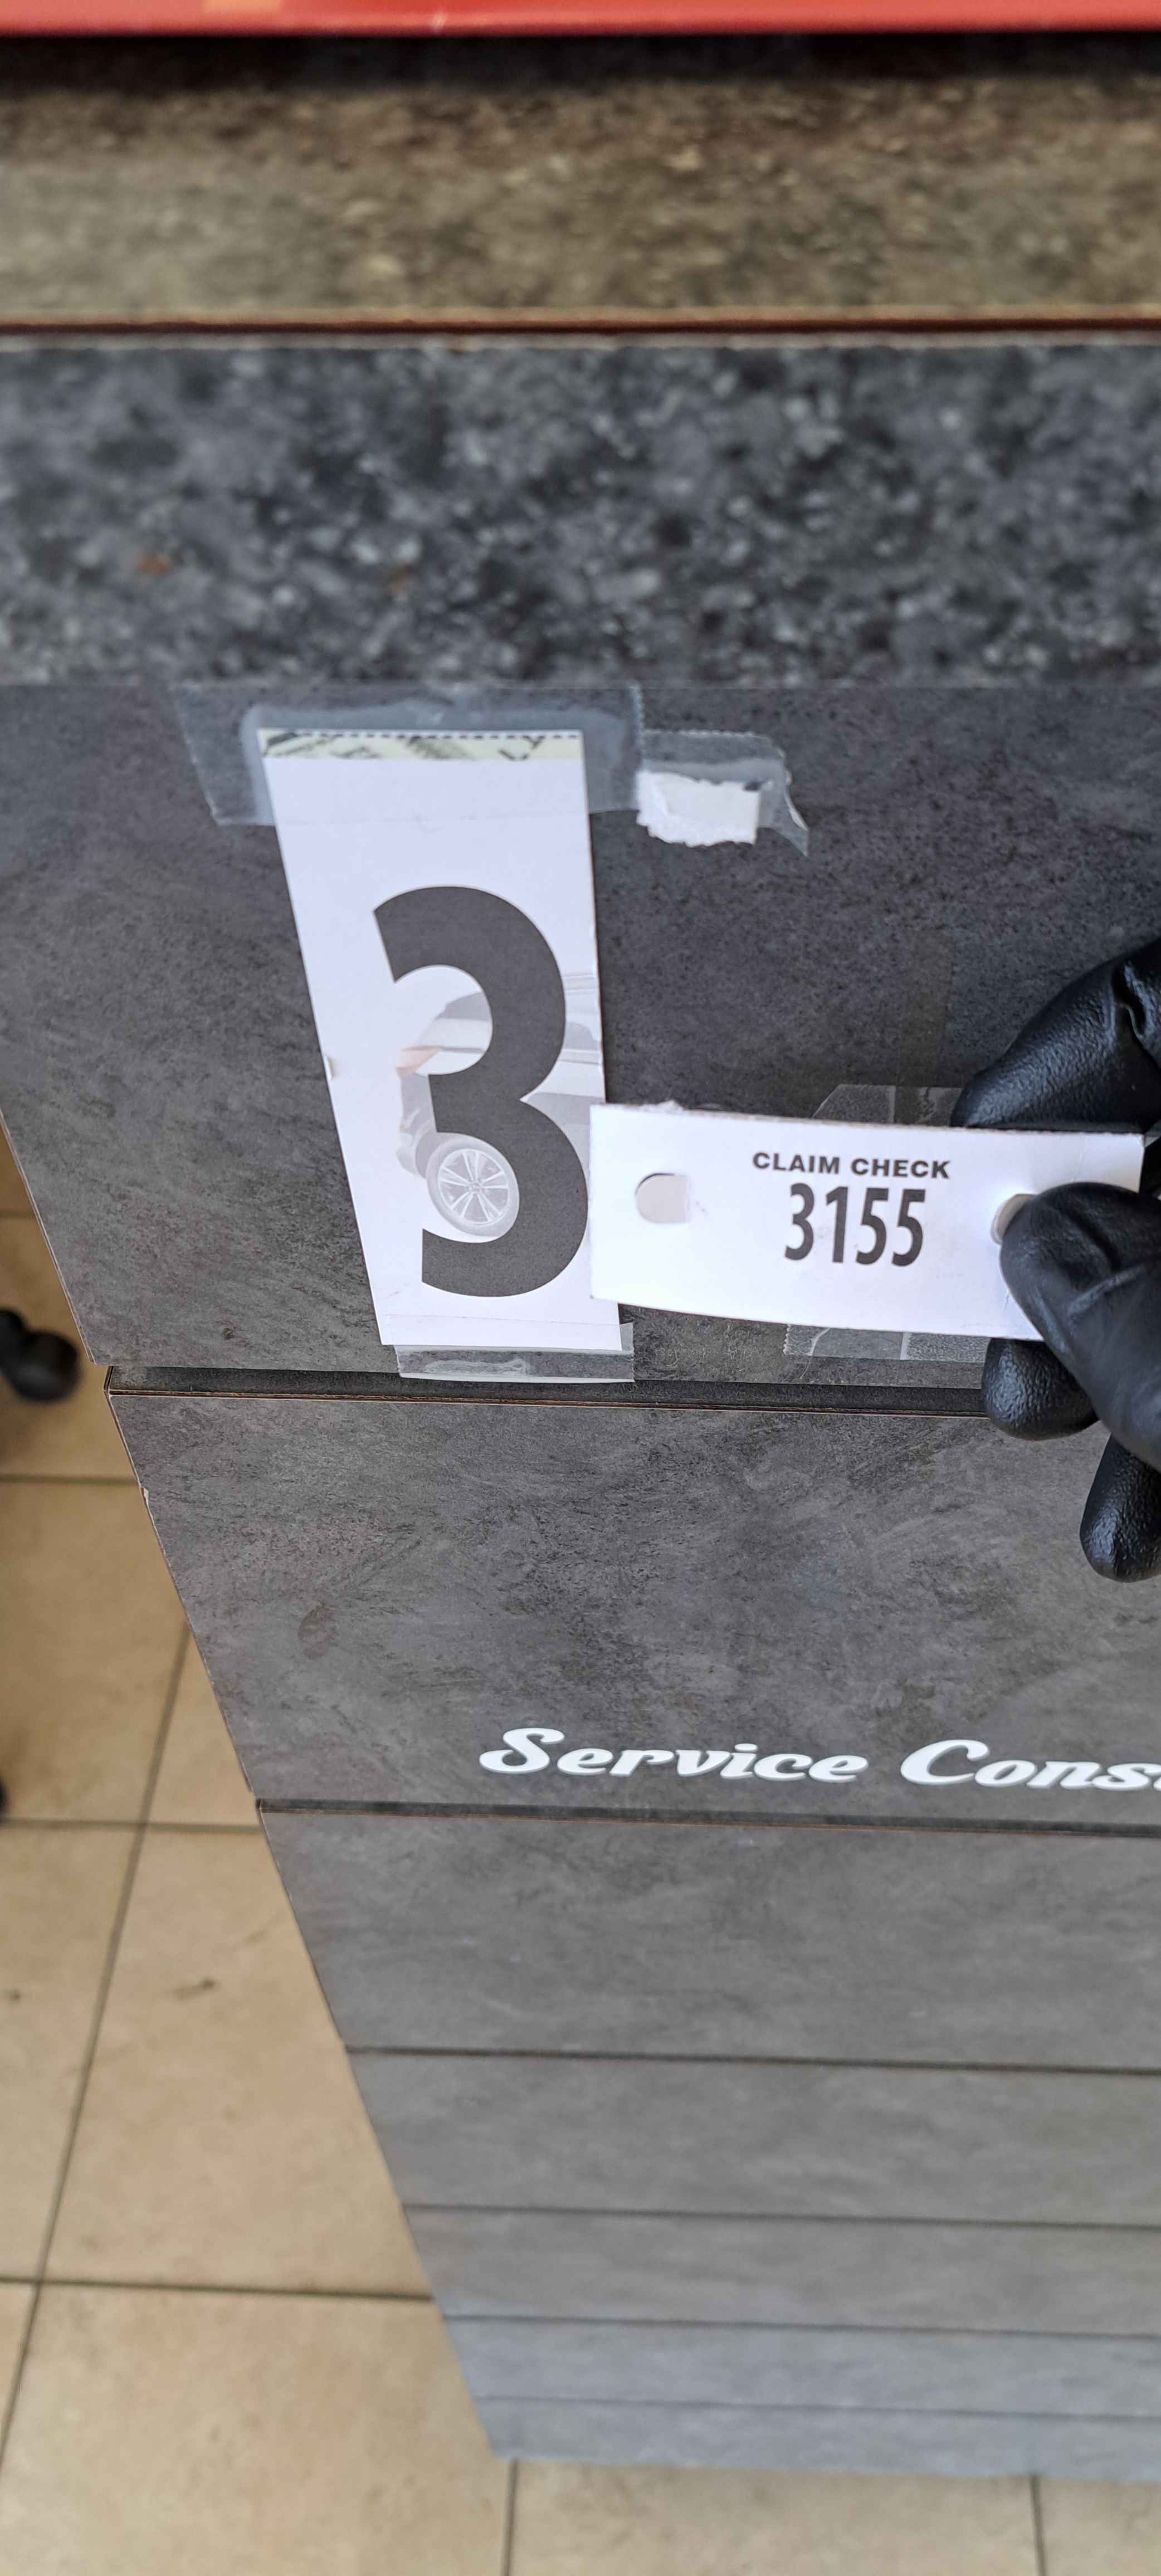 3
CLAIM CHECK
3155
Service Cons